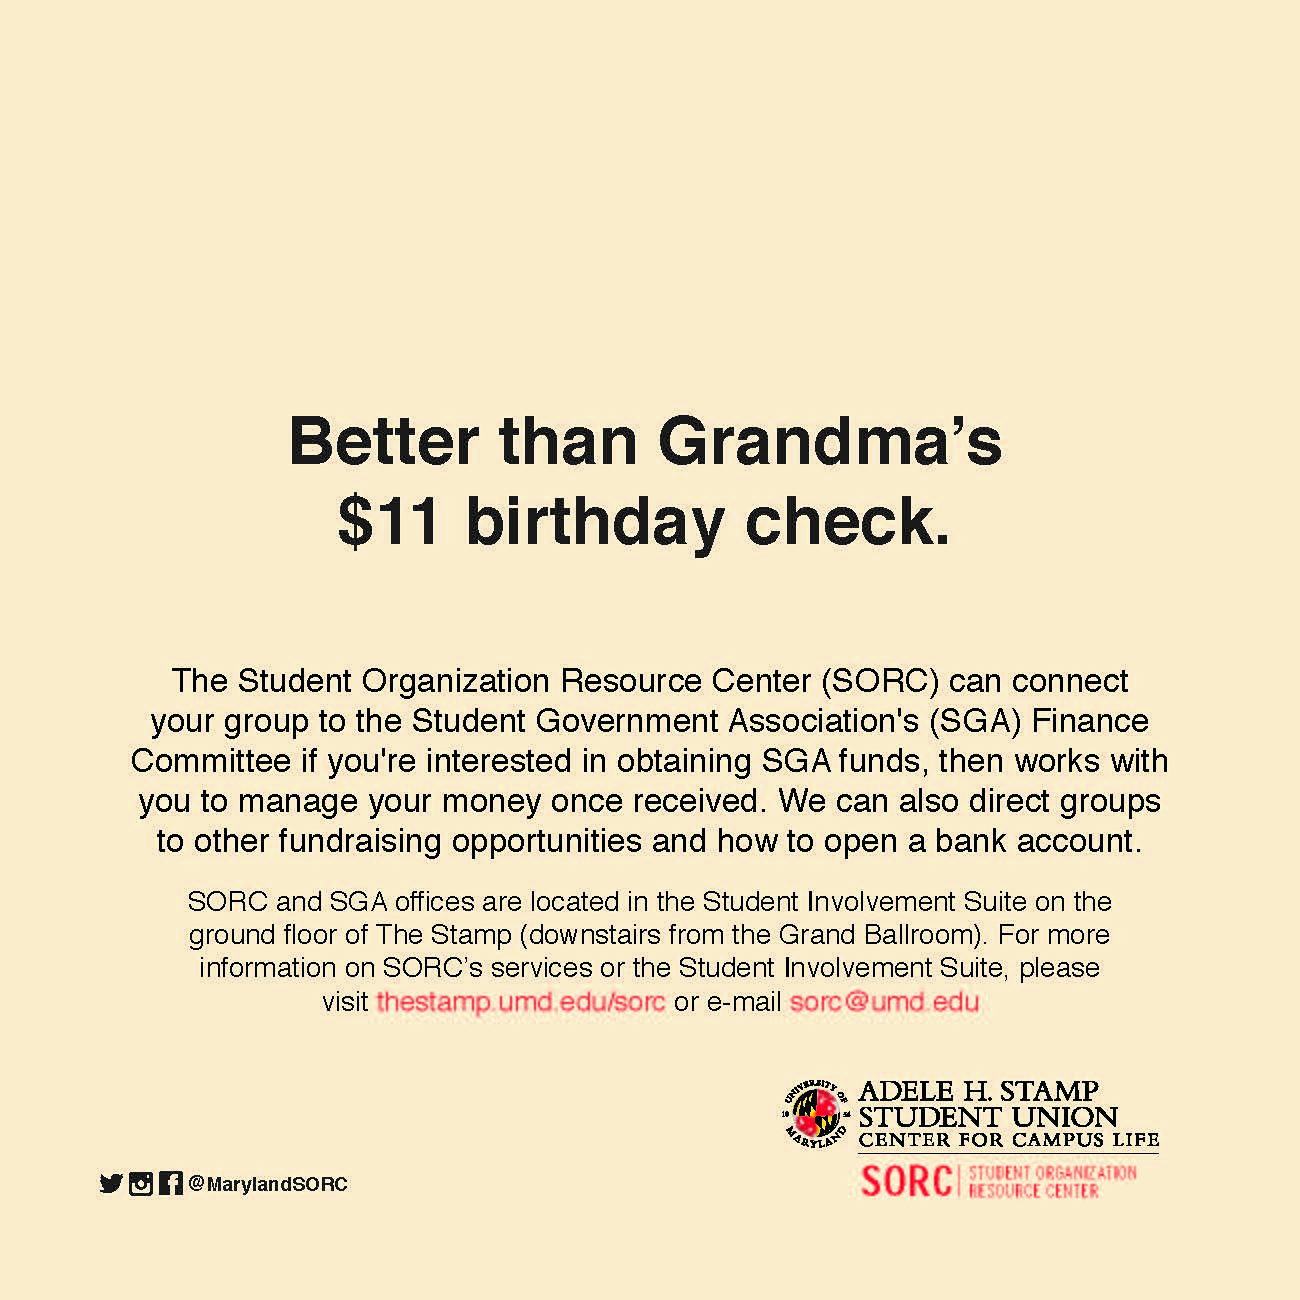 Better than Grandma’s
$11 birthday check.
The Student Organization Resource Center (SORC) can connect
your group to the Student Government Association's (SGA) Finance
Committee if you're interested in obtaining SGA funds, then works with
you to manage your money once received. We can also direct groups
to other fundraising opportunities and how to open a bank account.
SORC and SGA offices are located in the Student Involvement Suite on the
ground floor of The Stamp (downstairs from the Grand Ballroom). For more
information on SORC’s services or the Student Involvement Suite, please
visit thestamp.umd.edu/sorc or e-mail sorc@umd.edu
UNIVERSITY OF
MARYLAND
ADELE H. STAMP
STUDENT UNION
CENTER FOR CAMPUS LIFE
SORC | STUDENT ORGANIZATION
RESOURCE CENTER
@MarylandSORC